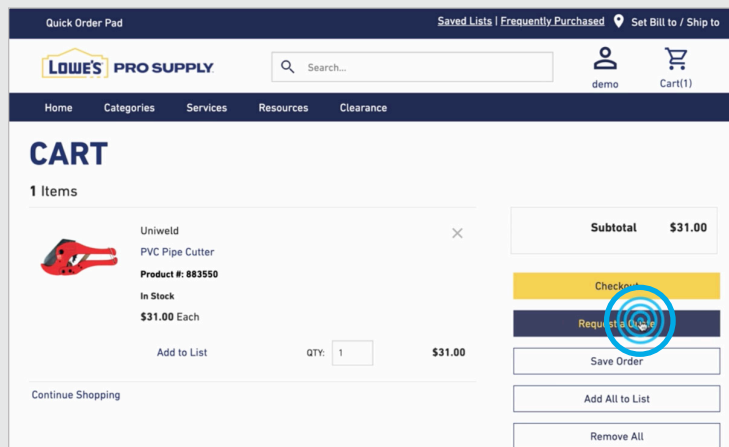 Quick Order Pad
Saved Lists | Frequently Purchased Set Bill to / Ship to
LOWE'S PRO SUPPLY
Search...
demo
Cart(1)
Home Categories Services Resources Clearance
CART
1 Items
Uniweld
PVC Pipe Cutter
Product #: 883550
In Stock
$31.00 Each
Add to List QTY: 1 $31.00
Continue Shopping
Subtotal $31.00
Checkout
Request a Quote
Save Order
Add All to List
Remove All